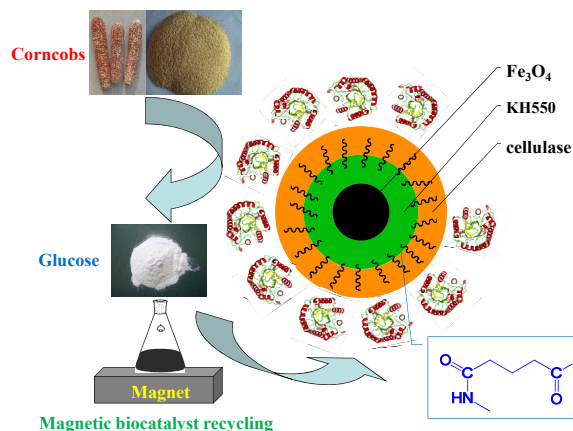 Corncobs
Fe₃O₄
KH550
cellulase
Glucose
Magnet
Magnetic biocatalyst recycling
O
HN
C
C
O